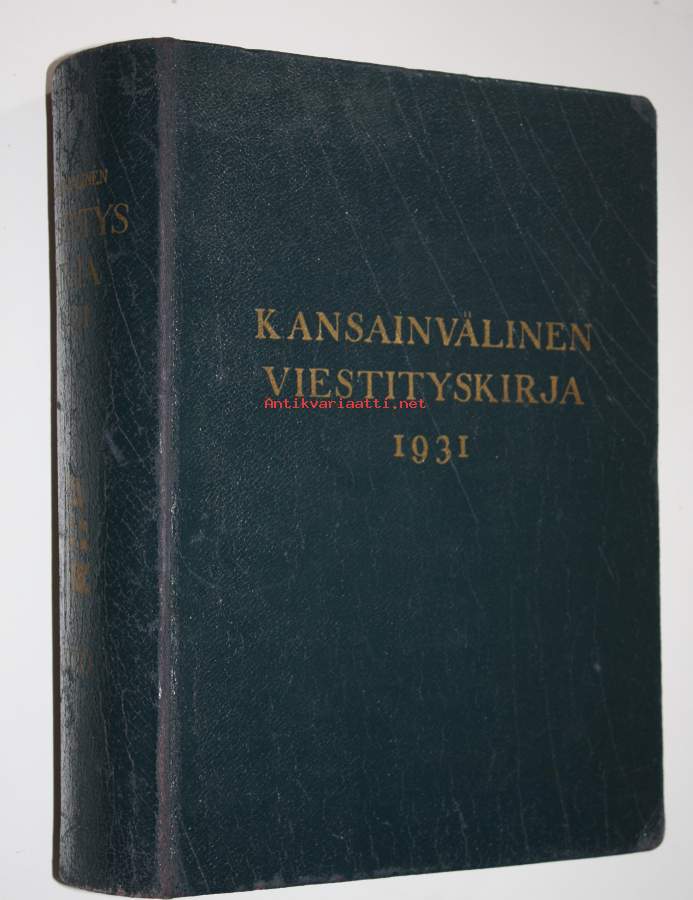 KANSAINVÄLINEN
VIESTITYSKIRJA
Antikvariaatti.net
1931